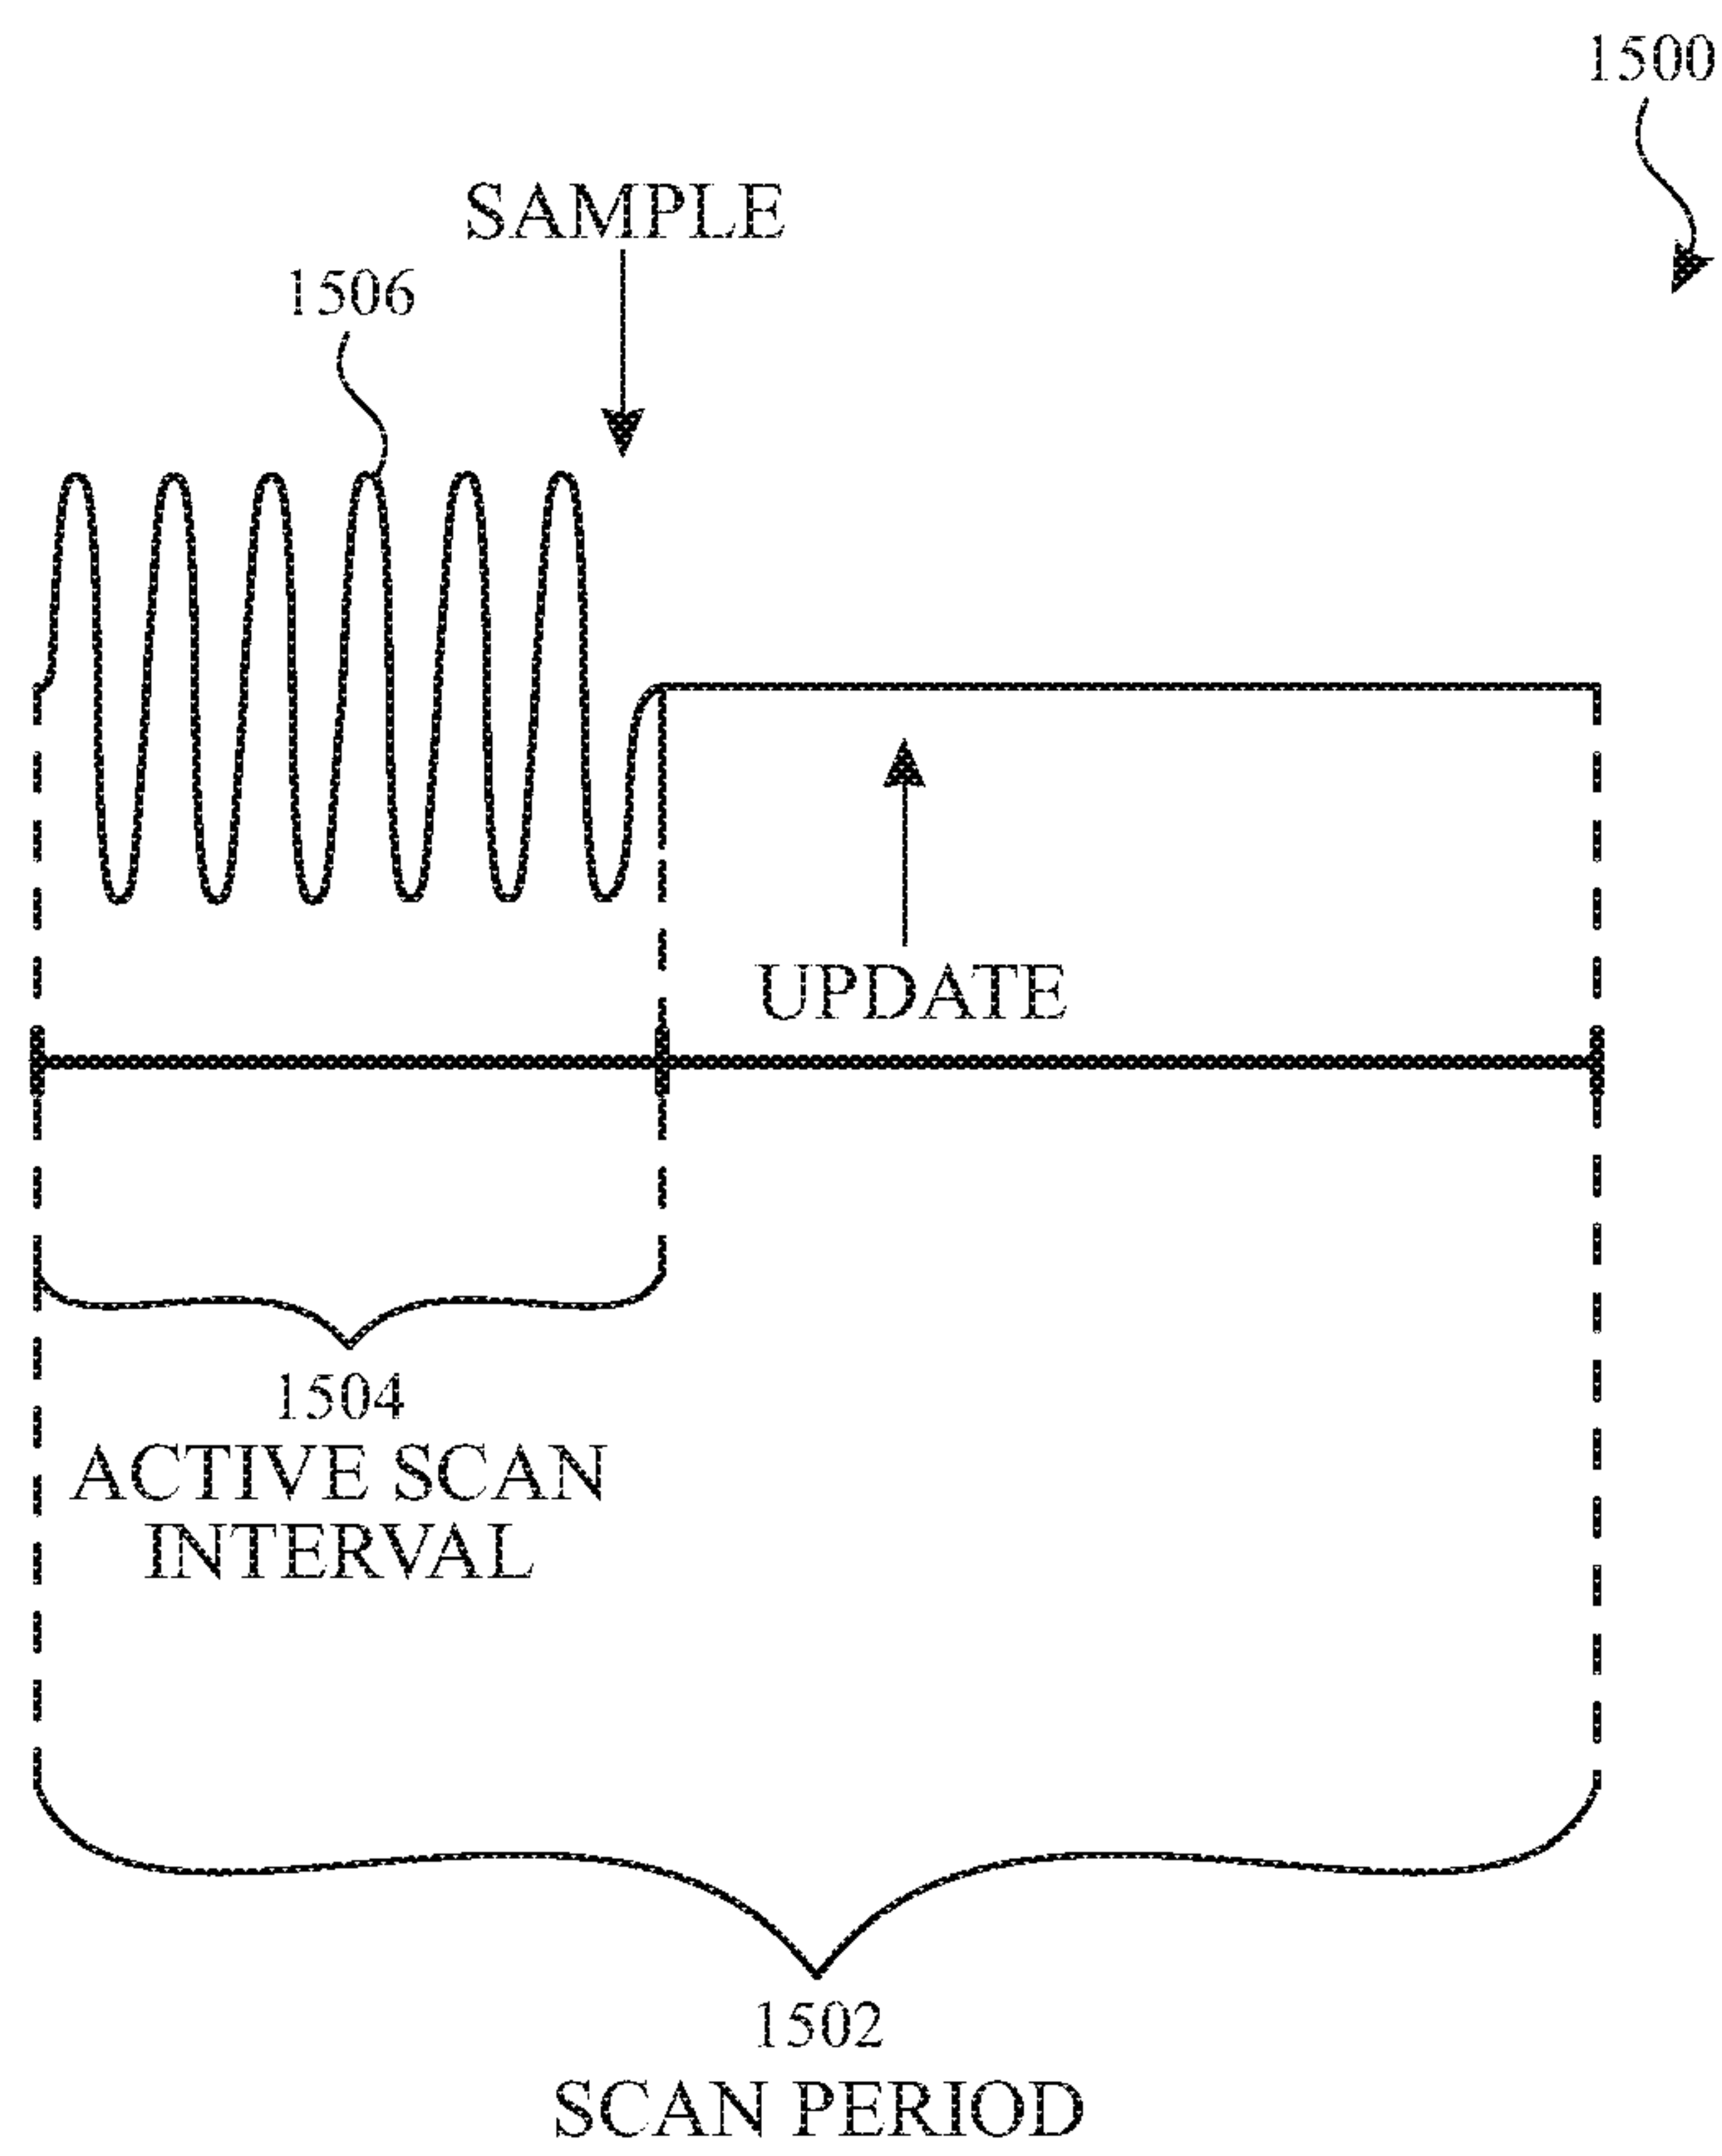 1500
SAMPLE
1506
UPDATE
1504
ACTIVE SCAN
INTERVAL
1502
SCAN PERIOD